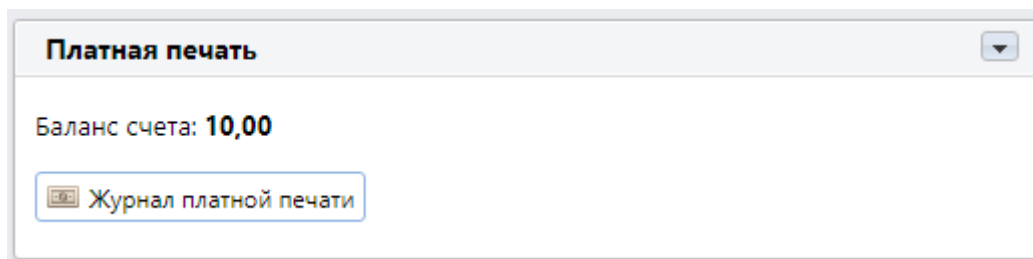 Платная печать
Баланс счета: 10,00
Журнал платной печати